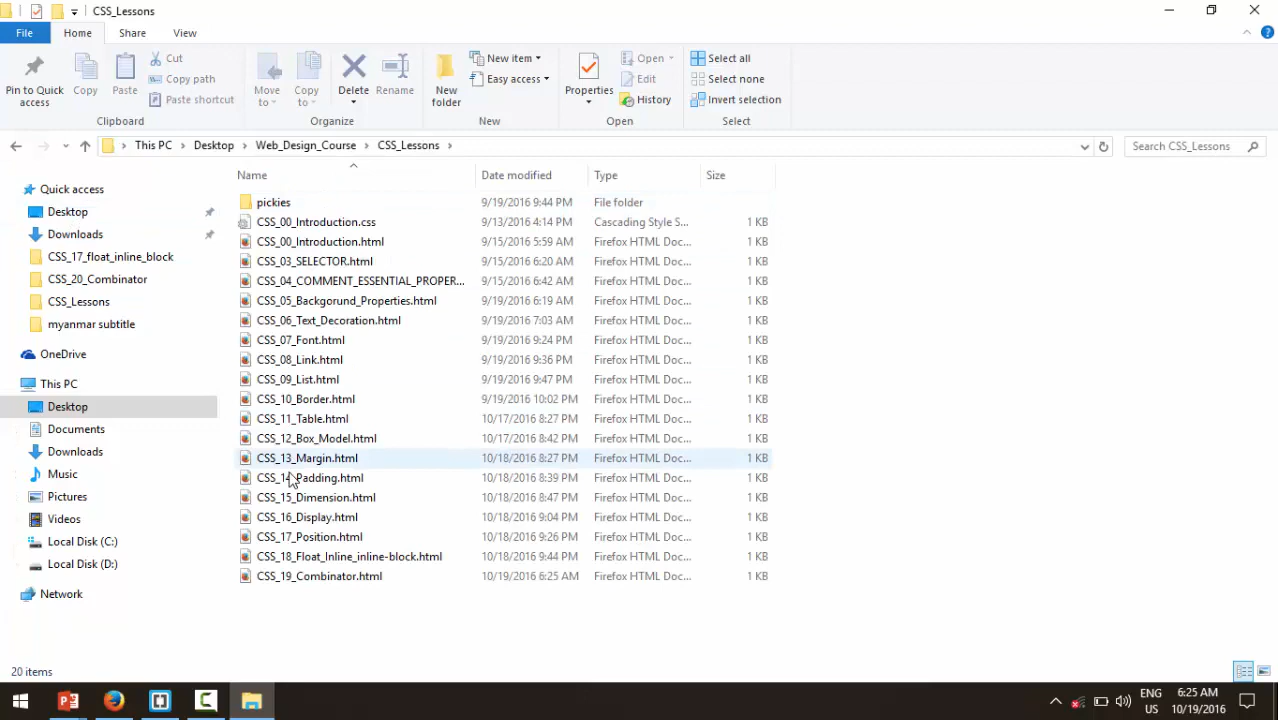 CSS_Lessons
File Home Share View
Pin to Quick access
Copy
Paste
Cut
Copy path
Paste shortcut
Clipboard
Move to
Copy to
Delete
Rename
Organize
New folder
New item
Easy access
New
Properties
Open
Edit
History
Open
Select all
Select none
Invert selection
Select
This PC Desktop Web_Design_Course CSS_Lessons
Search CSS_Lessons
Quick access
Desktop
Downloads
CSS_17_float_inline_block
CSS_20_Combinator
CSS_Lessons
myanmar subtitle
OneDrive
This PC
Desktop
Documents
Downloads
Music
Pictures
Videos
Local Disk (C:)
Local Disk (D:)
Network
Name Date modified Type Size
pickies 9/19/2016 9:44 PM File folder
CSS_00_Introduction.css 9/13/2016 4:14 PM Cascading Style S... 1 KB
CSS_00_Introduction.html 9/15/2016 5:59 AM Firefox HTML Doc... 1 KB
CSS_03_SELECTOR.html 9/15/2016 6:20 AM Firefox HTML Doc... 1 KB
CSS_04_COMMENT_ESSENTIAL_PROPER... 9/15/2016 6:42 AM Firefox HTML Doc... 1 KB
CSS_05_Backgorund_Properties.html 9/19/2016 6:19 AM Firefox HTML Doc... 1 KB
CSS_06_Text_Decoration.html 9/19/2016 7:03 AM Firefox HTML Doc... 1 KB
CSS_07_Font.html 9/19/2016 9:24 PM Firefox HTML Doc... 1 KB
CSS_08_Link.html 9/19/2016 9:36 PM Firefox HTML Doc... 1 KB
CSS_09_List.html 9/19/2016 9:47 PM Firefox HTML Doc... 1 KB
CSS_10_Border.html 9/19/2016 10:02 PM Firefox HTML Doc... 1 KB
CSS_11_Table.html 10/17/2016 8:27 PM Firefox HTML Doc... 1 KB
CSS_12_Box_Model.html 10/17/2016 8:42 PM Firefox HTML Doc... 1 KB
CSS_13_Margin.html 10/18/2016 8:27 PM Firefox HTML Doc... 1 KB
CSS_14_Padding.html 10/18/2016 8:39 PM Firefox HTML Doc... 1 KB
CSS_15_Dimension.html 10/18/2016 8:47 PM Firefox HTML Doc... 1 KB
CSS_16_Display.html 10/18/2016 9:04 PM Firefox HTML Doc... 1 KB
CSS_17_Position.html 10/18/2016 9:26 PM Firefox HTML Doc... 1 KB
CSS_18_Float_Inline_inline-block.html 10/18/2016 9:44 PM Firefox HTML Doc... 1 KB
CSS_19_Combinator.html 10/19/2016 6:25 AM Firefox HTML Doc... 1 KB
20 items
ENG
US
6:25 AM
10/19/2016